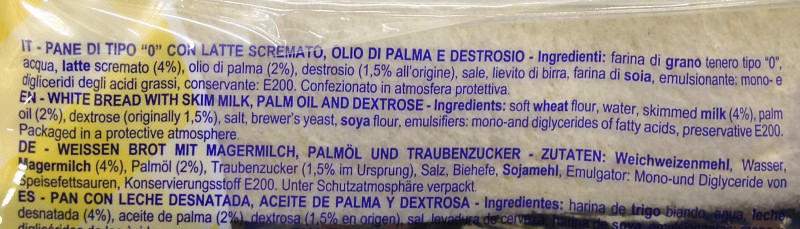 IT - PANE DI TIPO "0" CON LATTE SCREMATO, OLIO DI PALMA E DESTROSIO - Ingredienti: farina di grano tenero tipo "0",
acqua, latte scremato (4%), olio di palma (2%), destrosio (1,5% all'origine), sale, lievito di birra, farina di soia, emulsionante: mono- e
digliceridi degli acidi grassi, conservante: E200. Confezionato in atmosfera protettiva.
EN - WHITE BREAD WITH SKIM MILK, PALM OIL AND DEXTROSE - Ingredients: soft wheat flour, water, skimmed milk (4%), palm
oil (2%), dextrose (originally 1,5%), salt, brewer's yeast, soya flour, emulsifiers: mono-and diglycerides of fatty acids, preservative E200.
Packaged in a protective atmosphere.
DE - WEISSEN BROT MIT MAGERMILCH, PALMÖL UND TRAUBENZUCKER - ZUTATEN: Weichweizenmehl, Wasser,
Magermilch (4%), Palmöl (2%), Traubenzucker (1,5% im Ursprung), Salz, Biehefe, Sojamehl, Emulgator: Mono-und Diglyceride von
Speisefettsauren, Konservierungsstoff E200. Unter Schutzatmosphäre verpackt.
ES - PAN CON LECHE DESNATADA, ACEITE DE PALMA Y DEXTROSA - Ingredientes: harina de trigo blando, agua, leche
desnatada (4%), aceite de palma (2%), dextrosa (1,5% en origen), sal, levadura de cerveza, harina de soya, emulsionantes: mono